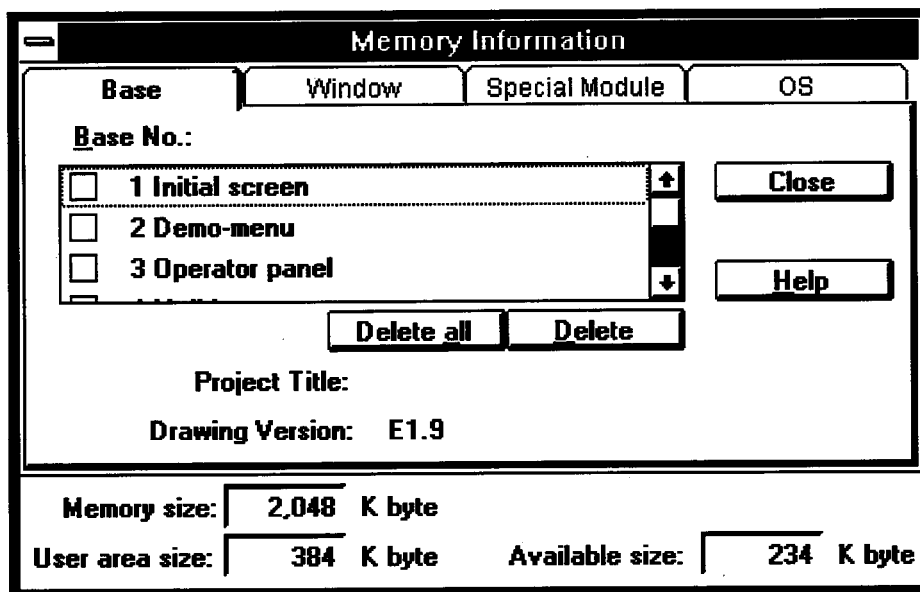 Memory Information
Base Window Special Module OS
Base No.:
1 Initial screen
2 Demo-menu
3 Operator panel
Close
Help
Delete all Delete
Project Title:
Drawing Version: E1.9
Memory size: 2,048 K byte
User area size: 384 K byte Available size: 234 K byte